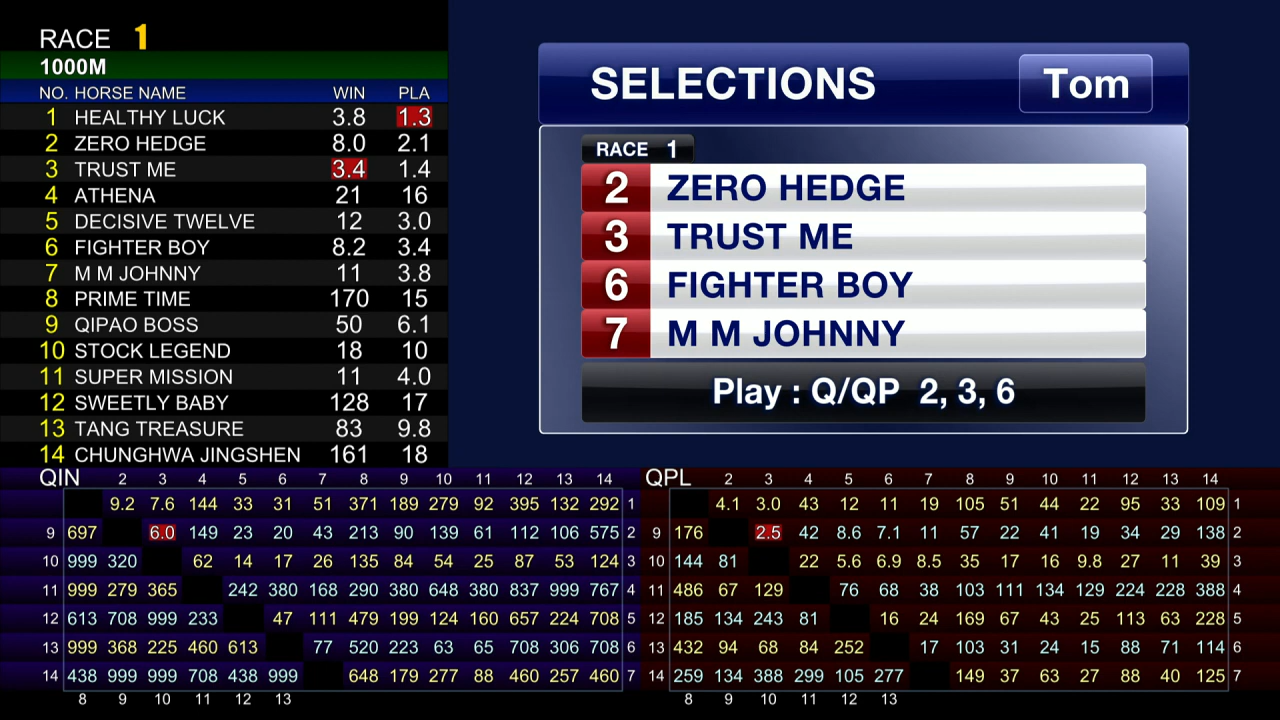 RACE 1
1000M
NO. HORSE NAME WIN PLA
1 HEALTHY LUCK 3.8 1.3
2 ZERO HEDGE 8.0 2.1
3 TRUST ME 3.4 1.4
4 ATHENA 21 16
5 DECISIVE TWELVE 12 3.0
6 FIGHTER BOY 8.2 3.4
7 M M JOHNNY 11 3.8
8 PRIME TIME 170 15
9 QIPAO BOSS 50 6.1
10 STOCK LEGEND 18 10
11 SUPER MISSION 11 4.0
12 SWEETLY BABY 128 17
13 TANG TREASURE 83 9.8
14 CHUNGHWA JINGSHEN 161 18
SELECTIONS Tom
RACE 1
2 ZERO HEDGE
3 TRUST ME
6 FIGHTER BOY
7 M M JOHNNY
Play : Q/QP 2, 3, 6
QIN 2 3 4 5 6 7 8 9 10 11 12 13 14
9.2 7.6 144 33 31 51 371 189 279 92 395 132 292 1
9 697 6.0 149 23 20 43 213 90 139 61 112 106 575 2
10 999 320 62 14 17 26 135 84 54 25 87 53 124 3
11 999 279 365 242 380 168 290 380 648 380 837 999 767 4
12 613 708 999 233 47 111 479 199 124 160 657 224 708 5
13 999 368 225 460 613 77 520 223 63 65 708 306 708 6
14 438 999 999 708 438 999 648 179 277 88 460 257 460 7
8 9 10 11 12 13
QPL 2 3 4 5 6 7 8 9 10 11 12 13 14
4.1 3.0 43 12 11 19 105 51 44 22 95 33 109 1
9 176 2.5 42 8.6 7.1 11 57 22 41 19 34 29 138 2
10 144 81 22 5.6 6.9 8.5 35 17 16 9.8 27 11 39 3
11 486 67 129 76 68 38 103 111 134 129 224 228 388 4
12 185 134 243 81 16 24 169 67 43 25 113 63 228 5
13 432 94 68 84 252 17 103 31 24 15 88 71 114 6
14 259 134 388 299 105 277 149 37 63 27 88 40 125 7
8 9 10 11 12 13